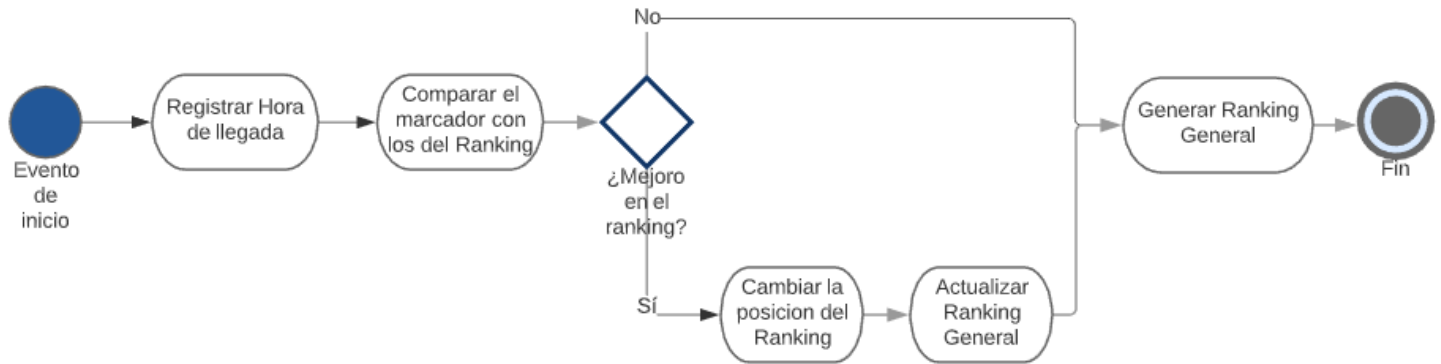 No
Registrar Hora
de llegada
Comparar el
marcador con
los del Ranking
Generar Ranking
General
Evento
de
inicio
¿Mejoro
en el
ranking?
Fin
Sí
Cambiar la
posicion del
Ranking
Actualizar
Ranking
General